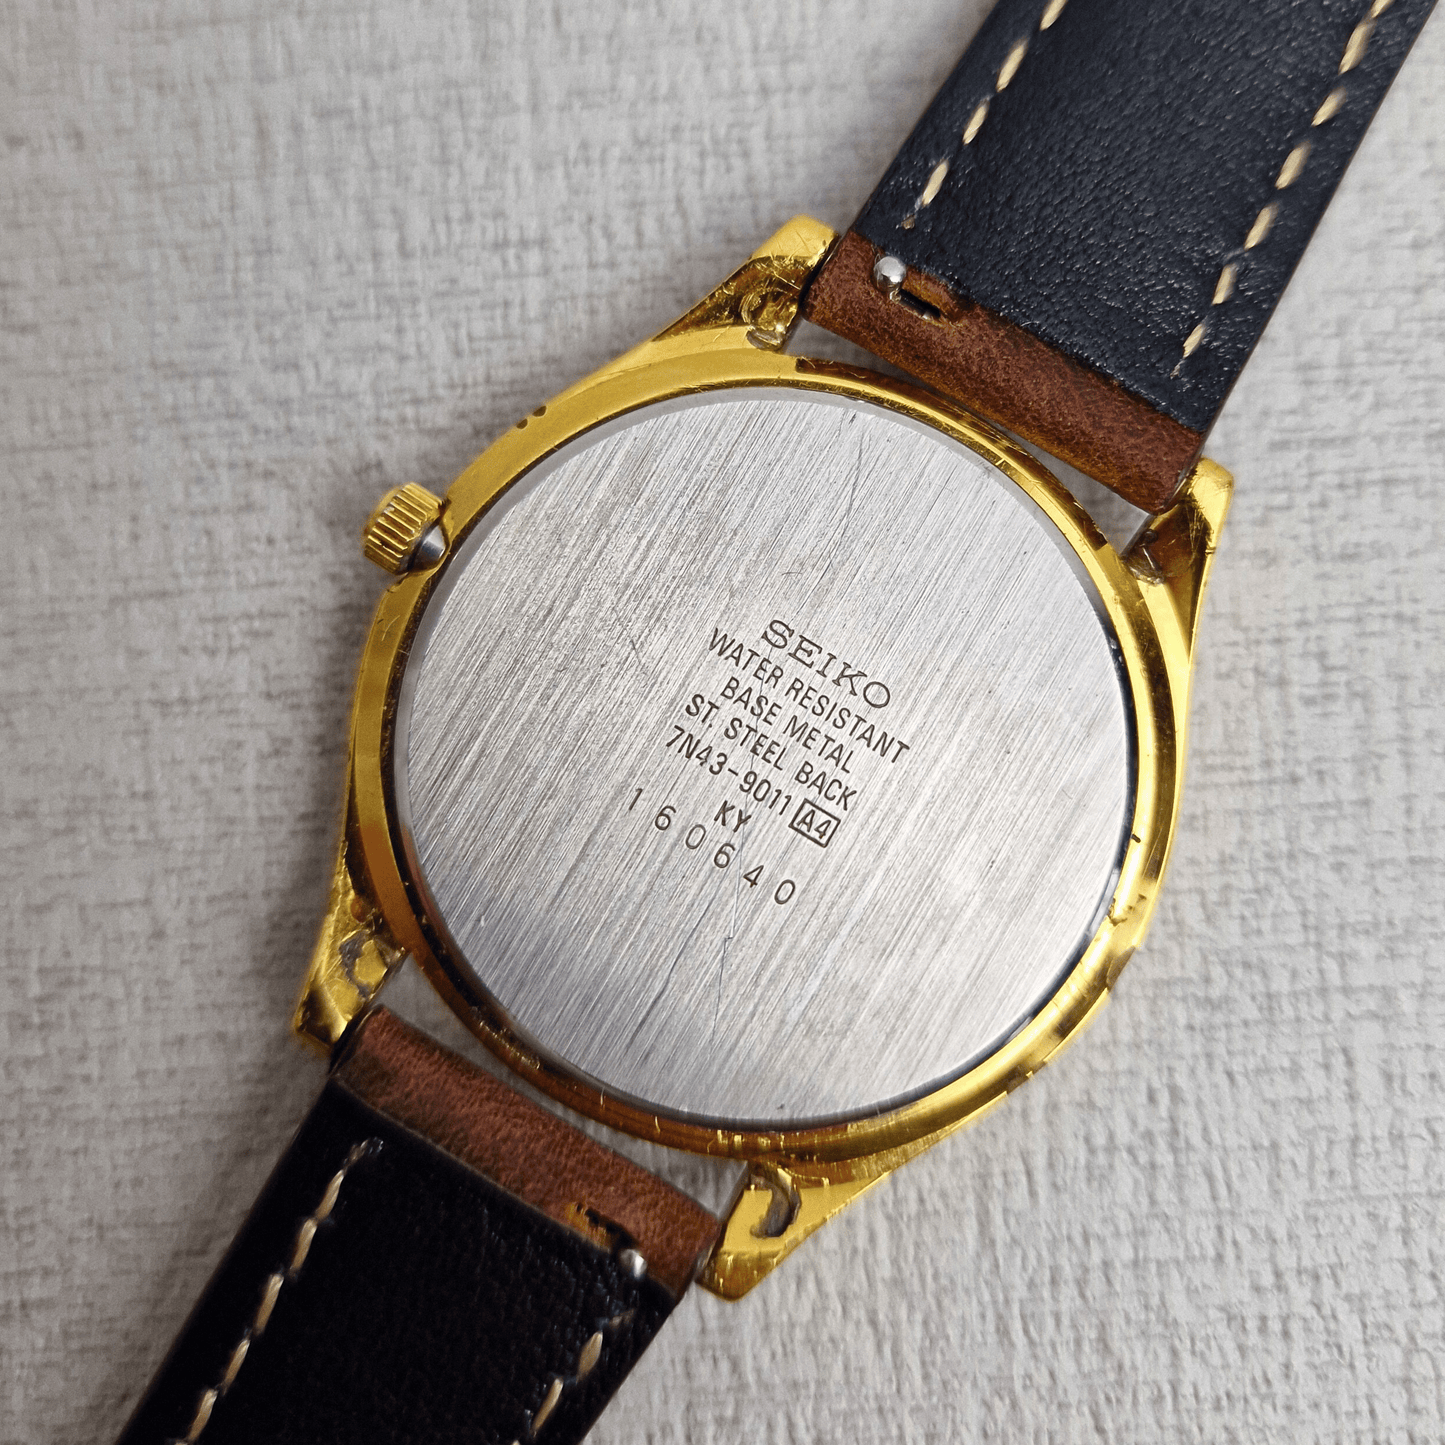 SEIKO
WATER RESISTANT
BASE METAL
ST. STEEL BACK
7N43-9011 A4
KY
160640